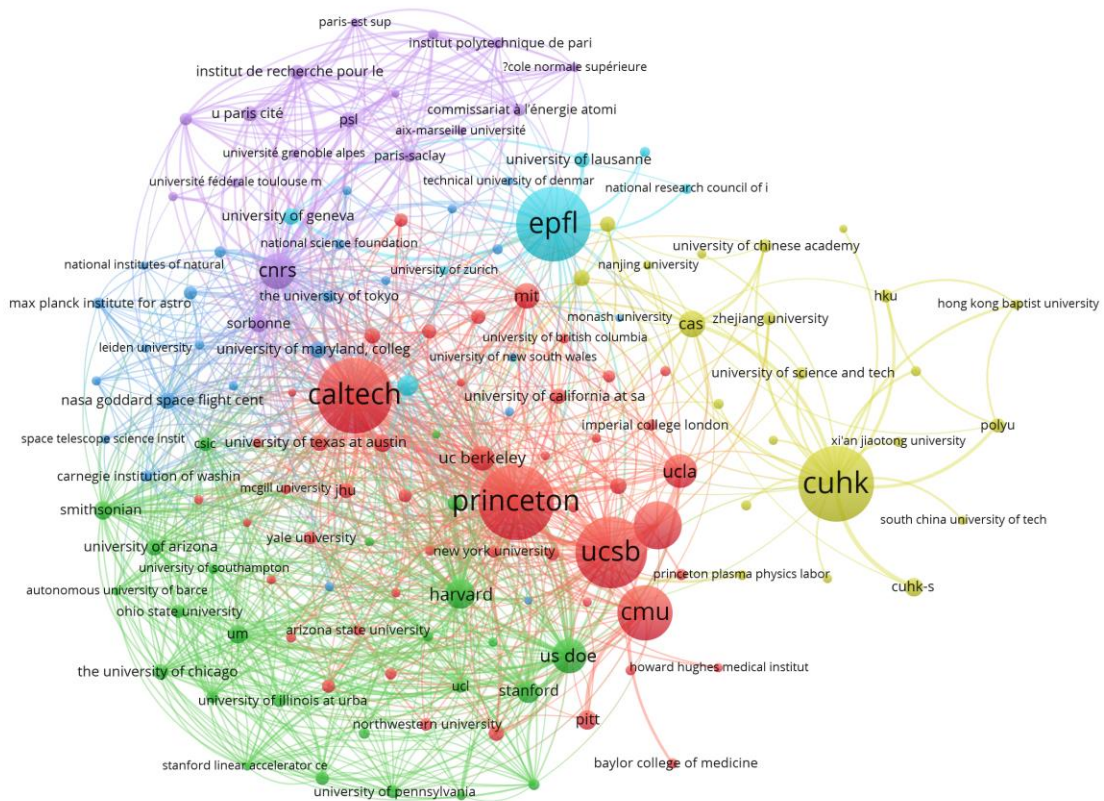 paris-est sup
institut polytechnique de pari
institut de recherche pour le
?cole normale supérieure
u paris cité
psl
commissariat à l'énergie atomi
aix-marseille université
université grenoble alpes
paris-saclay
university of lausanne
université fédérale toulouse m
technical university of denmar
national research council of i
university of geneva
epfl
national science foundation
university of chinese academy
national institutes of natural
cnrs
university of zurich
nanjing university
max planck institute for astro
the university of tokyo
mit
hku
hong kong baptist university
sorbonne
monash university
cas
zhejiang university
leiden university
university of maryland, colleg
university of british columbia
university of new south wales
nasa goddard space flight cent
caltech
university of california at sa
university of science and tech
space telescope science instit
csic
university of texas at austin
imperial college london
xi'an jiaotong university
polyu
carnegie institution of washin
uc berkeley
ucla
cuhk
mcgill university
jhu
smithsonian
princeton
south china university of tech
yale university
university of arizona
new york university
ucsb
university of southampton
princeton plasma physics labor
autonomous university of barce
harvard
cuhk-s
ohio state university
um
arizona state university
cmu
the university of chicago
us doe
howard hughes medical institut
ucl
stanford
university of illinois at urba
northwestern university
pitt
stanford linear accelerator ce
baylor college of medicine
university of pennsylvania